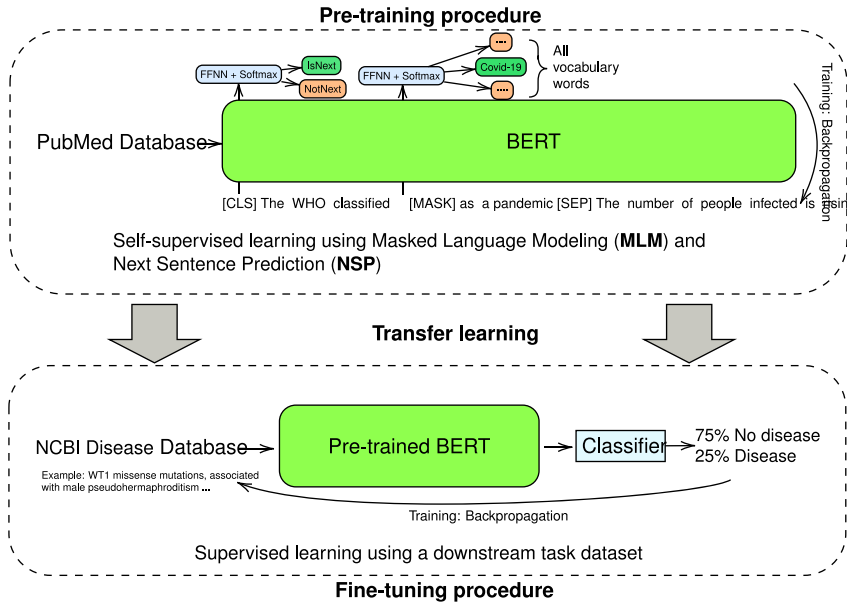 Pre-training procedure
IsNext
FFNN + Softmax
NotNext
----
FFNN + Softmax
Covid-19
----
All
vocabulary
words
Training: Backpropagation
PubMed Database
BERT
[CLS] The WHO classified [MASK] as a pandemic [SEP] The number of people infected is
Self-supervised learning using Masked Language Modeling (MLM) and
Next Sentence Prediction (NSP)
Transfer learning
NCBI Disease Database
Pre-trained BERT
Classifier
75% No disease
25% Disease
Example: WT1 missense mutations, associated
with male pseudohermaphroditism ...
Training: Backpropagation
Supervised learning using a downstream task dataset
Fine-tuning procedure